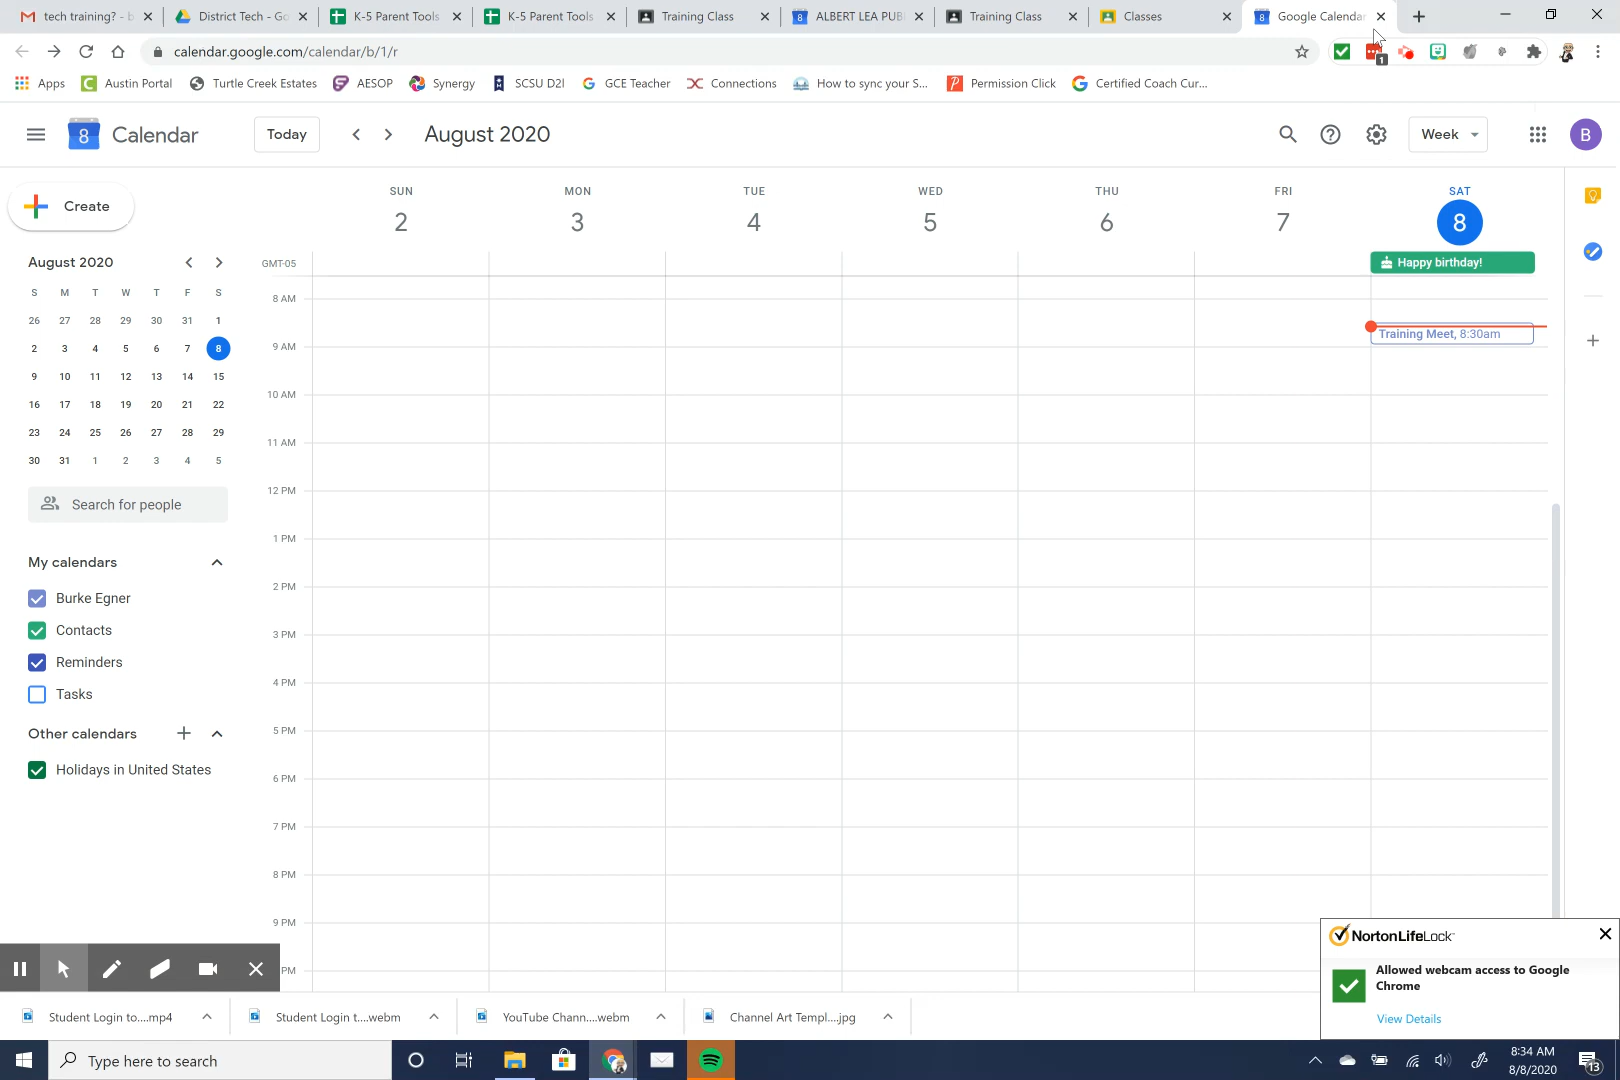 tech training? - b
District Tech - Go
K-5 Parent Tools
K-5 Parent Tools
Training Class
ALBERT LEA PUB
Training Class
Classes
Google Calendar
calendar.google.com/calendar/b/1/r
1
Apps
Austin Portal
Turtle Creek Estates
AESOP
Synergy
SCSU D2l
GCE Teacher
Connections
How to sync your S...
Permission Click
Certified Coach Cur...
8
Calendar
Today
August 2020
Week
B
Create
SUN
MON
TUE
WED
THU
FRI
SAT
2
3
4
5
6
7
8
GMT-05
Happy birthday!
Training Meet, 8:30am
August 2020
S M T W T F S
26 27 28 29 30 31 1
2 3 4 5 6 7 8
9 10 11 12 13 14 15
16 17 18 19 20 21 22
23 24 25 26 27 28 29
30 31 1 2 3 4 5
Search for people
My calendars
Burke Egner
Contacts
Reminders
Tasks
Other calendars
Holidays in United States
8 AM
9 AM
10 AM
11 AM
12 PM
1 PM
2 PM
3 PM
4 PM
5 PM
6 PM
7 PM
8 PM
9 PM
PM
NortonLifeLock
Allowed webcam access to Google
Chrome
View Details
Student Login to....mp4
Student Login t....webm
YouTube Chann....webm
Channel Art Templ....jpg
Type here to search
8:34 AM
8/8/2020
13